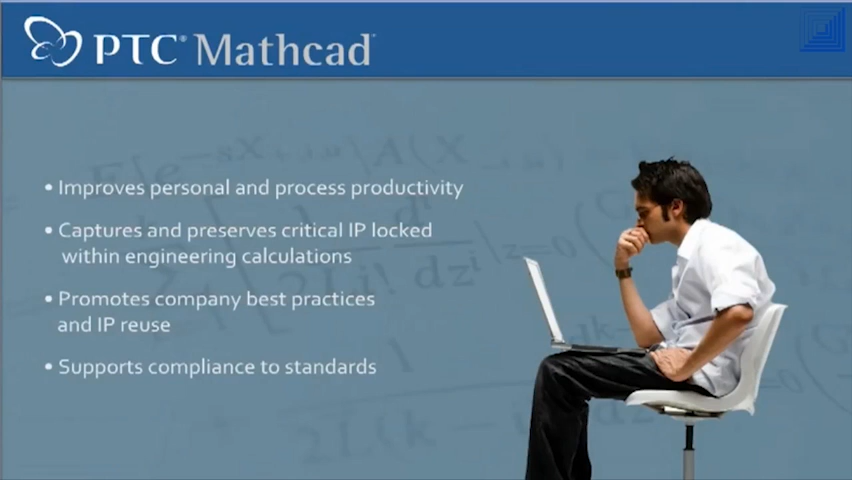 PTC® Mathcad
• Improves personal and process productivity
• Captures and preserves critical IP locked
within engineering calculations
• Promotes company best practices
and IP reuse
• Supports compliance to standards